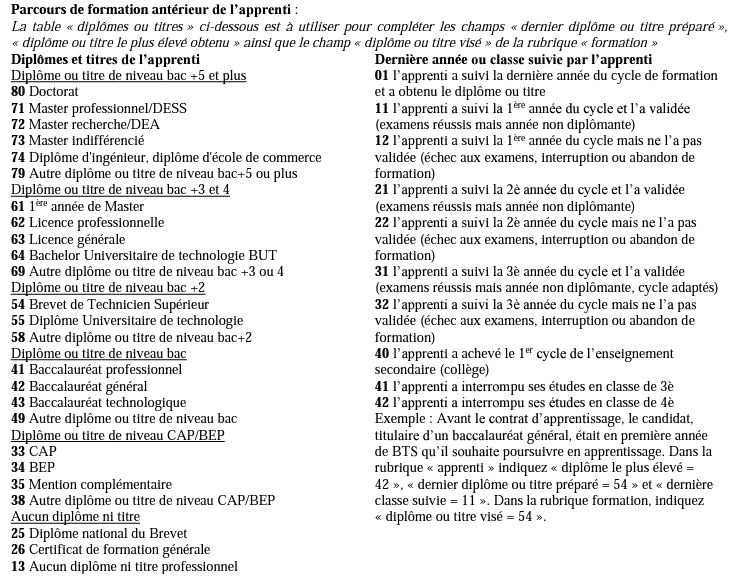 Parcours de formation antérieur de l'apprenti :
La table « diplômes ou titres » ci-dessous est à utiliser pour compléter les champs « dernier diplôme ou titre préparé »,
« diplôme ou titre le plus élevé obtenu » ainsi que le champ « diplôme ou titre visé » de la rubrique « formation »
Diplômes et titres de l'apprenti
Diplôme ou titre de niveau bac +5 et plus
80 Doctorat
71 Master professionnel/DESS
72 Master recherche/DEA
73 Master indifférencié
74 Diplôme d'ingénieur, diplôme d'école de commerce
79 Autre diplôme ou titre de niveau bac+5 ou plus
Diplôme ou titre de niveau bac +3 et 4
61 1ère année de Master
62 Licence professionnelle
63 Licence générale
64 Bachelor Universitaire de technologie BUT
69 Autre diplôme ou titre de niveau bac +3 ou 4
Diplôme ou titre de niveau bac +2
54 Brevet de Technicien Supérieur
55 Diplôme Universitaire de technologie
58 Autre diplôme ou titre de niveau bac+2
Diplôme ou titre de niveau bac
41 Baccalauréat professionnel
42 Baccalauréat général
43 Baccalauréat technologique
49 Autre diplôme ou titre de niveau bac
Diplôme ou titre de niveau CAP/BEP
33 CAP
34 BEP
35 Mention complémentaire
38 Autre diplôme ou titre de niveau CAP/BEP
Aucun diplôme ni titre
25 Diplôme national du Brevet
26 Certificat de formation générale
13 Aucun diplôme ni titre professionnel
Dernière année ou classe suivie par l'apprenti
01 l'apprenti a suivi la dernière année du cycle de formation
et a obtenu le diplôme ou titre
11 l'apprenti a suivi la 1ère année du cycle et l'a validée
(examens réussis mais année non diplômante)
12 l'apprenti a suivi la 1ère année du cycle mais ne l'a pas
validée (échec aux examens, interruption ou abandon de
formation)
21 l'apprenti a suivi la 2è année du cycle et l'a validée
(examens réussis mais année non diplômante)
22 l'apprenti a suivi la 2è année du cycle mais ne l'a pas
validée (échec aux examens, interruption ou abandon de
formation)
31 l'apprenti a suivi la 3è année du cycle et l'a validée
(examens réussis mais année non diplômante, cycle adaptés)
32 l'apprenti a suivi la 3è année du cycle mais ne l'a pas
validée (échec aux examens, interruption ou abandon de
formation)
40 l'apprenti a achevé le 1er cycle de l'enseignement
secondaire (collège)
41 l'apprenti a interrompu ses études en classe de 3è
42 l'apprenti a interrompu ses études en classe de 4è
Exemple : Avant le contrat d'apprentissage, le candidat,
titulaire d'un baccalauréat général, était en première année
de BTS qu'il souhaite poursuivre en apprentissage. Dans la
rubrique « apprenti » indiquez « diplôme le plus élevé =
42 », « dernier diplôme ou titre préparé = 54 » et « dernière
classe suivie = 11 ». Dans la rubrique formation, indiquez
« diplôme ou titre visé = 54 ».